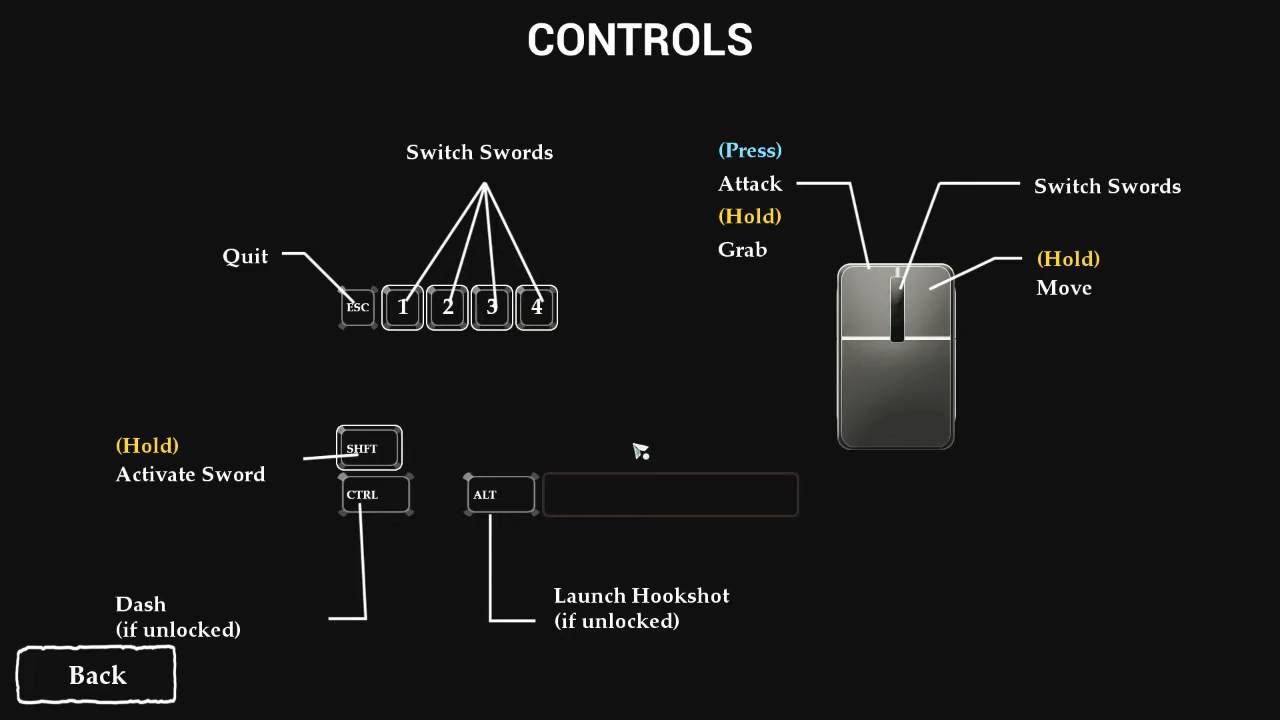 CONTROLS
Switch Swords
Quit
ESC
1
2
3
4
(Press)
Attack
(Hold)
Grab
Switch Swords
(Hold)
Move
(Hold)
Activate Sword
SHFT
CTRL
ALT
Dash
(if unlocked)
Launch Hookshot
(if unlocked)
Back